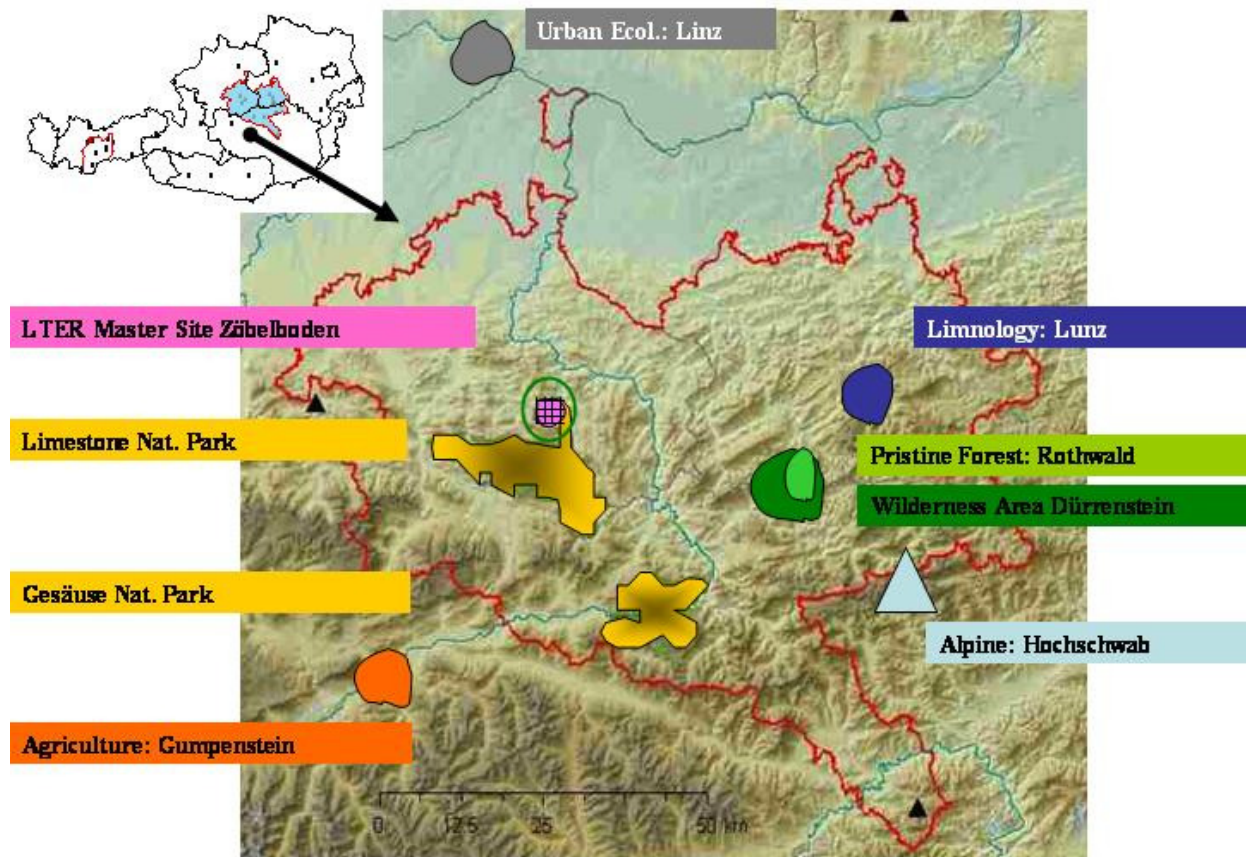 Urban Ecol.: Linz
LTER Master Site Zöbelboden
Limnology: Lunz
Limestone Nat. Park
Pristine Forest: Rothwald
Wilderness Area Dürrenstein
Gesäuse Nat. Park
Alpine: Hochschwab
Agriculture: Gumpenstein
0 12.5 25 50 km